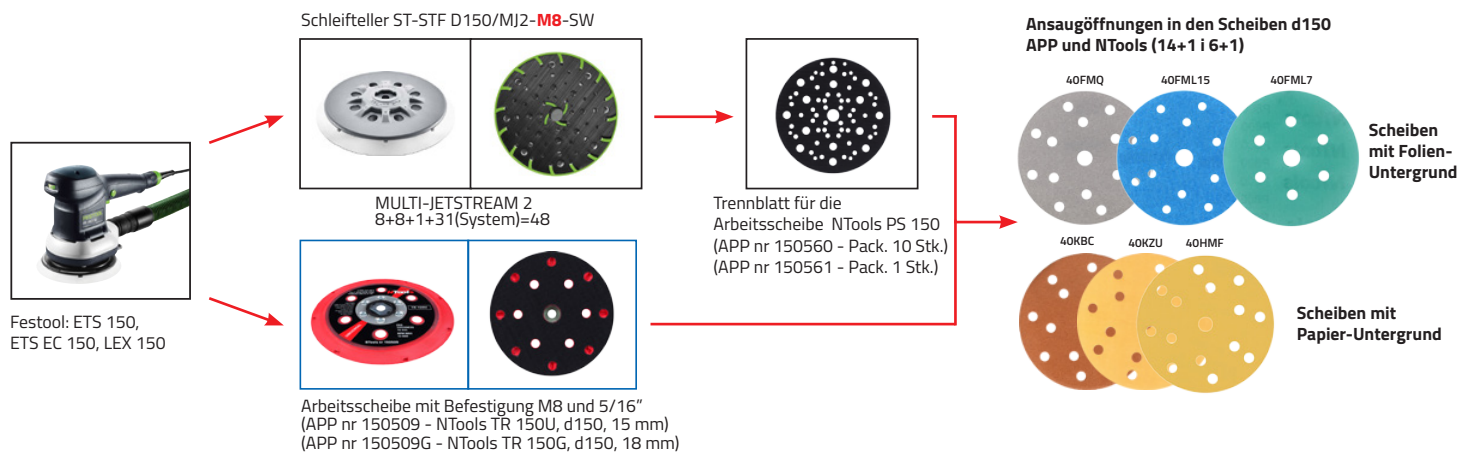 Schleifteller ST-STF D150/MJ2-M8-SW
MULTI-JETSTREAM 2
8+8+1+31(System)=48
Festool: ETS 150,
ETS EC 150, LEX 150
Arbeitsscheibe mit Befestigung M8 und 5/16”
(APP nr 150509 - NTools TR 150U, d150, 15 mm)
(APP nr 150509G - NTools TR 150G, d150, 18 mm)
Trennblatt für die
Arbeitsscheibe NTools PS 150
(APP nr 150560 - Pack. 10 Stk.)
(APP nr 150561 - Pack. 1 Stk.)
Ansaugöffnungen in den Scheiben d150
APP und NTools (14+1 i 6+1)
40FMQ
40FML15
40FML7
Scheiben
mit Folien-
Untergrund
40KBC
40KZU
40HMF
Scheiben mit
Papier-Untergrund